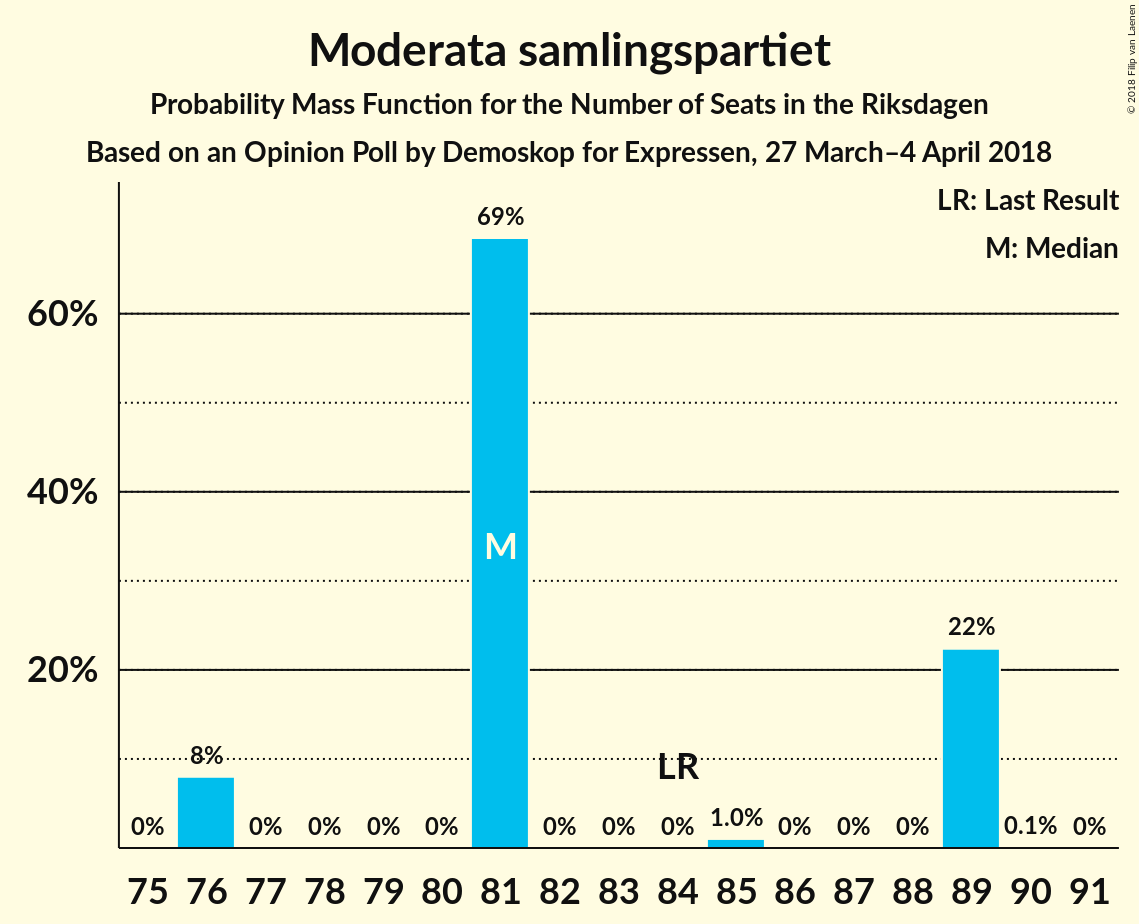 Moderata samlingspartiet
Probability Mass Function for the Number of Seats in the Riksdagen
Based on an Opinion Poll by Demoskop for Expressen, 27 March–4 April 2018
© 2018 Filip van Laenen
LR: Last Result
M: Median
60%
40%
20%
0%
8%
0%
0%
0%
0%
69%
M
0%
0%
LR
0%
1.0%
0%
0%
0%
22%
0.1%
0%
75 76 77 78 79 80 81 82 83 84 85 86 87 88 89 90 91